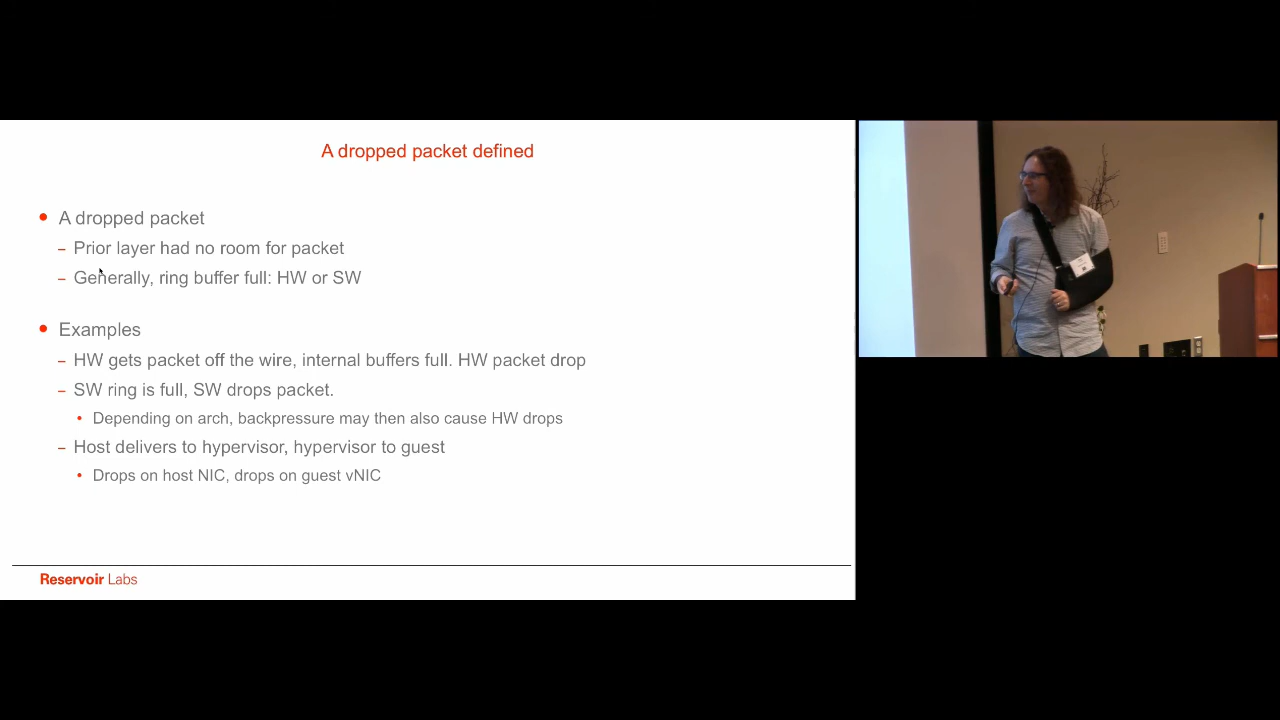 A dropped packet defined
A dropped packet
– Prior layer had no room for packet
– Generally, ring buffer full: HW or SW
Examples
– HW gets packet off the wire, internal buffers full. HW packet drop
– SW ring is full, SW drops packet.
• Depending on arch, backpressure may then also cause HW drops
– Host delivers to hypervisor, hypervisor to guest
• Drops on host NIC, drops on guest vNIC
Reservoir Labs